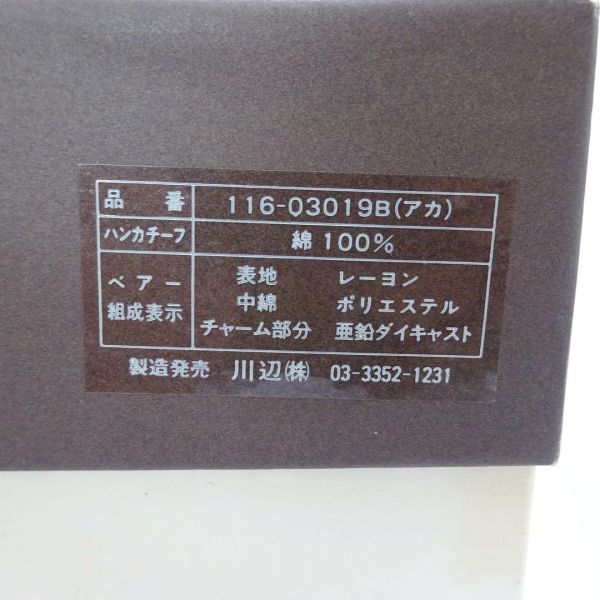 品番 116-03019B(アカ)
ハンカチーフ 綿100%
ベアー 表地 レーヨン
組成表示 中綿 ポリエステル
チャーム部分 亜鉛ダイキャスト
製造発売 川辺㈱ 03-3352-1231